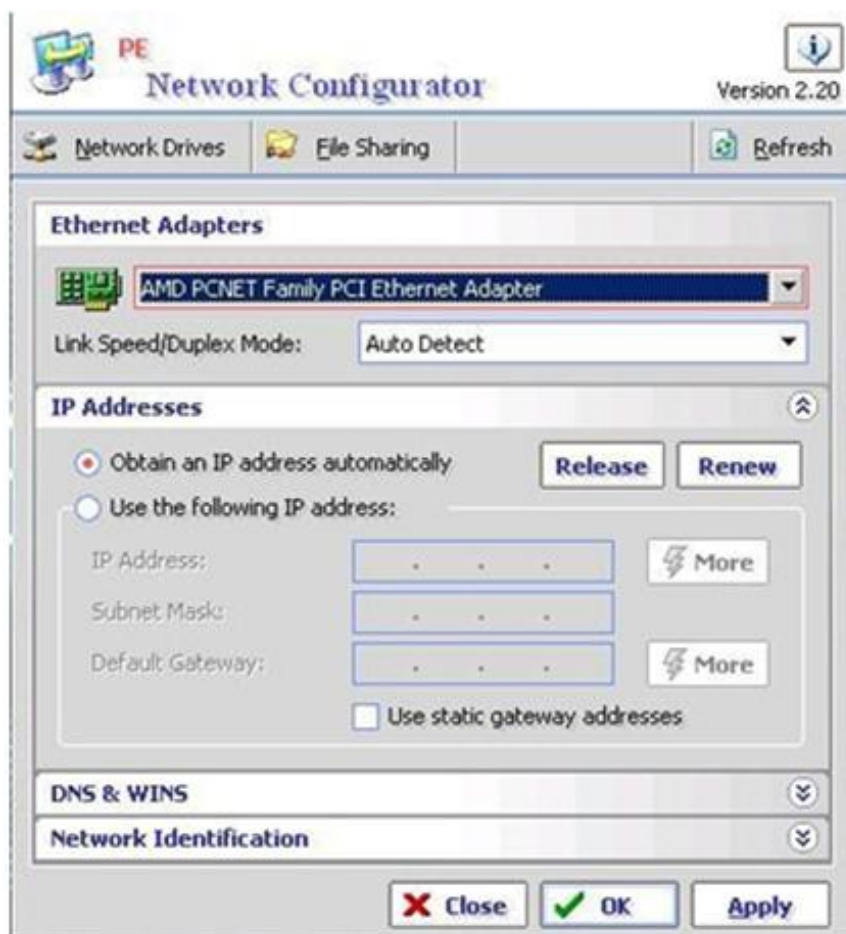 PE
Network Configurator
Version 2.20
Network Drives File Sharing Refresh
Ethernet Adapters
AMD PCNET Family PCI Ethernet Adapter
Link Speed/Duplex Mode: Auto Detect
IP Addresses
Obtain an IP address automatically Release Renew
Use the following IP address:
IP Address: . . . More
Subnet Mask: . . .
Default Gateway: . . . More
Use static gateway addresses
DNS & WINS
Network Identification
Close OK Apply